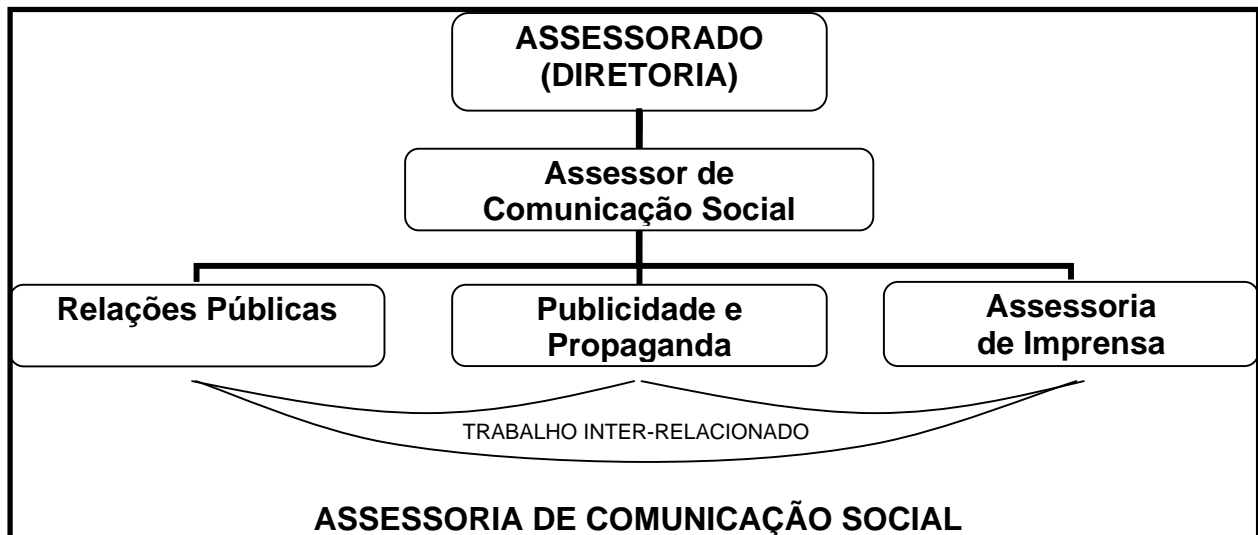 ASSESSORADO
(DIRETORIA)
Assessor de
Comunicação Social
Relações Públicas
Publicidade e
Propaganda
Assessoria
de Imprensa
TRABALHO INTER-RELACIONADO
ASSESSORIA DE COMUNICAÇÃO SOCIAL